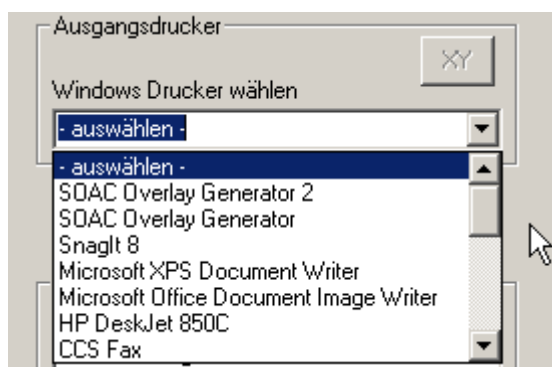 Ausgangsdrucker
XY
Windows Drucker wählen
- auswählen -
- auswählen -
SOAC Overlay Generator 2
SOAC Overlay Generator
SnagIt 8
Microsoft XPS Document Writer
Microsoft Office Document Image Writer
HP DeskJet 850C
CCS Fax